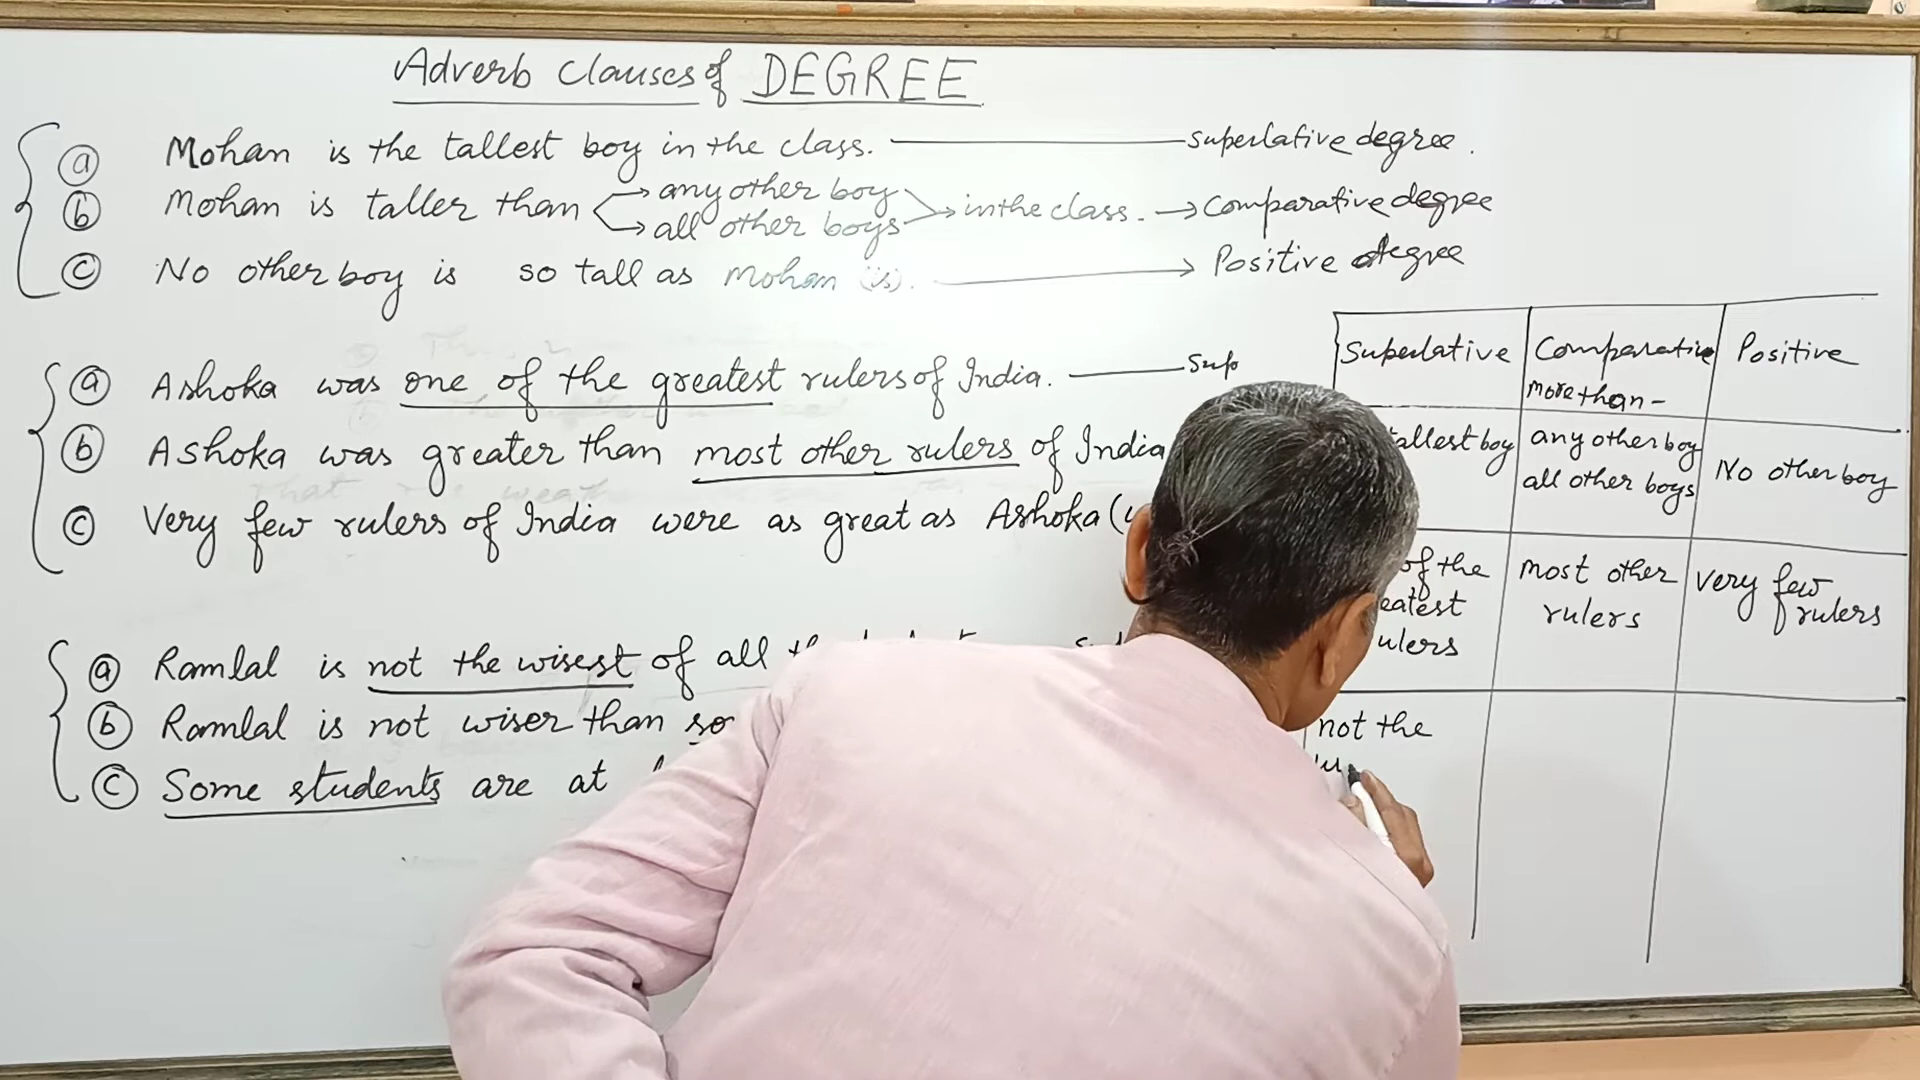 Adverb Clauses of DEGREE
(a) Mohan is the tallest boy in the class. superlative degree.
(b) Mohan is taller than any other boy in the class. Comparative degree
all other boys
(c) No other boy is so tall as Mohan (is). Positive degree
(a) Ashoka was one of the greatest rulers of India. Sup
(b) Ashoka was greater than most other rulers of India
(c) Very few rulers of India were as great as Ashoka
(a) Ramlal is not the wisest of all
(b) Ramlal is not wiser than so
(c) Some students are at
Superlative Comparative Positive
More than -
tallest boy any other boy No other boy
all other boys
of the most other very few
eatest rulers rulers
ulers
not the